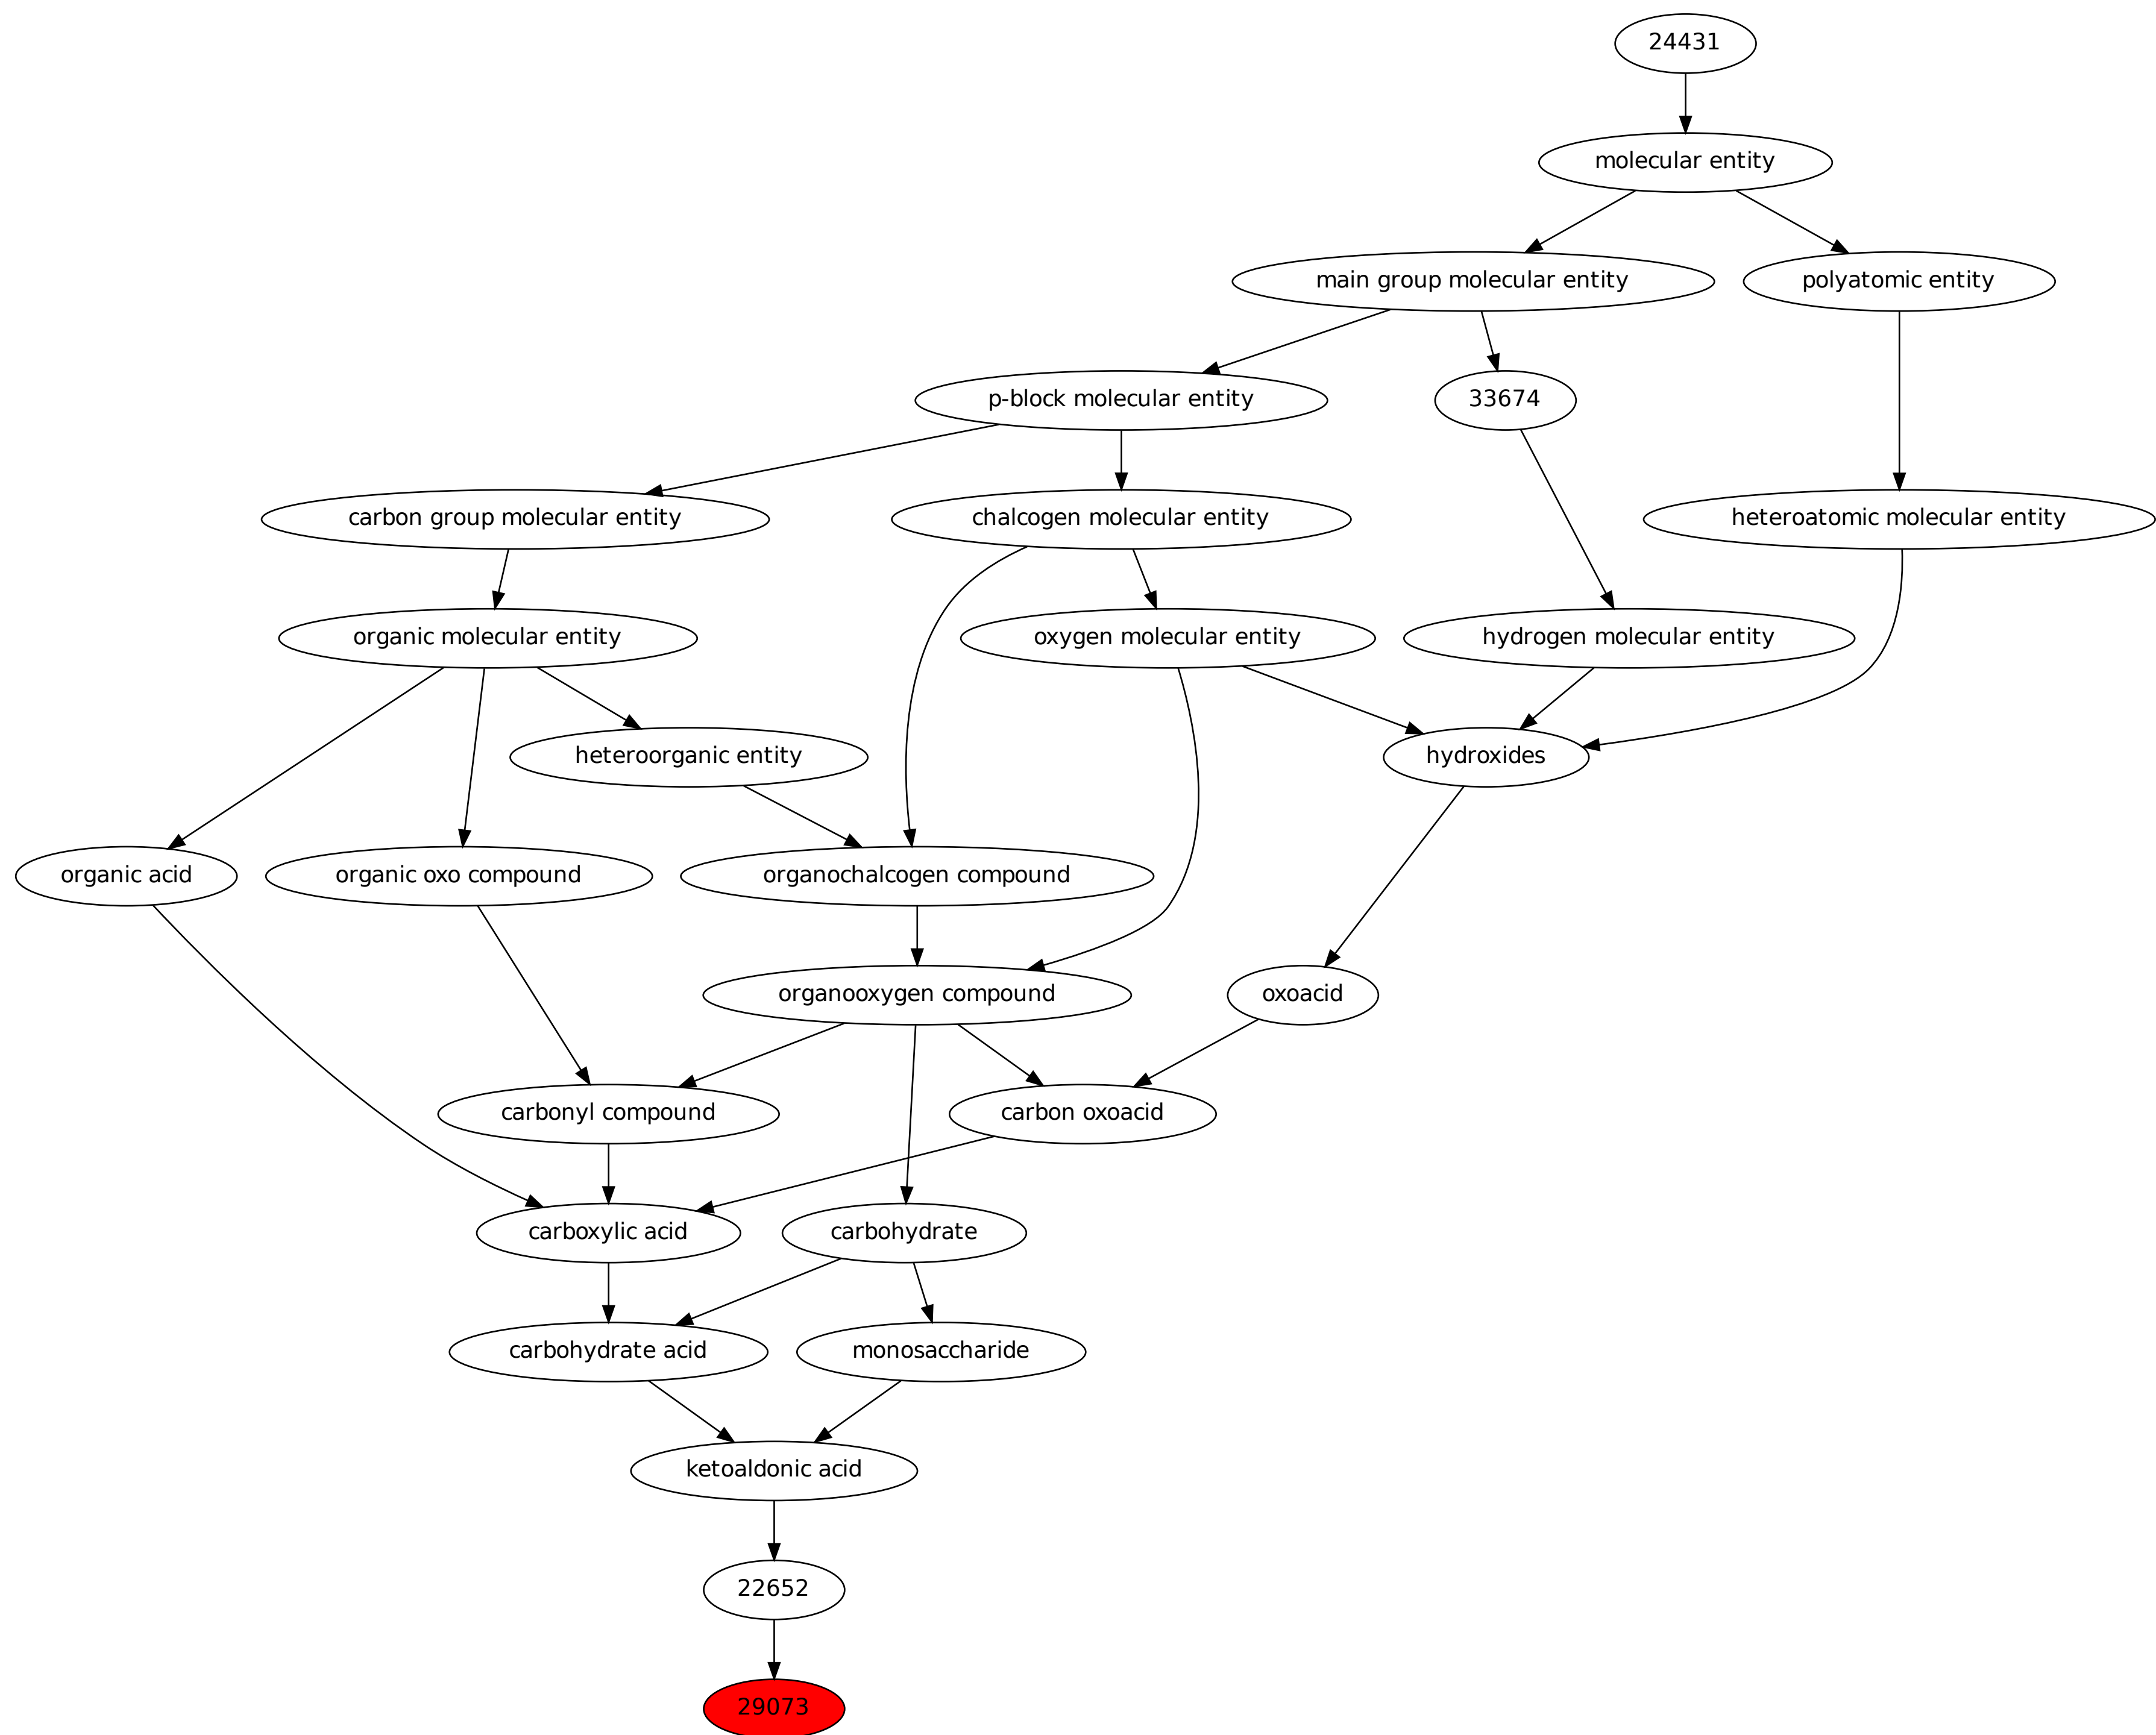 24431
molecular entity
main group molecular entity
polyatomic entity
p-block molecular entity
33674
carbon group molecular entity
chalcogen molecular entity
heteroatomic molecular entity
organic molecular entity
oxygen molecular entity
hydrogen molecular entity
heteroorganic entity
hydroxides
organic acid
organic oxo compound
organochalcogen compound
organooxygen compound
oxoacid
carbonyl compound
carbon oxoacid
carboxylic acid
carbohydrate
carbohydrate acid
monosaccharide
ketoaldonic acid
22652
29073